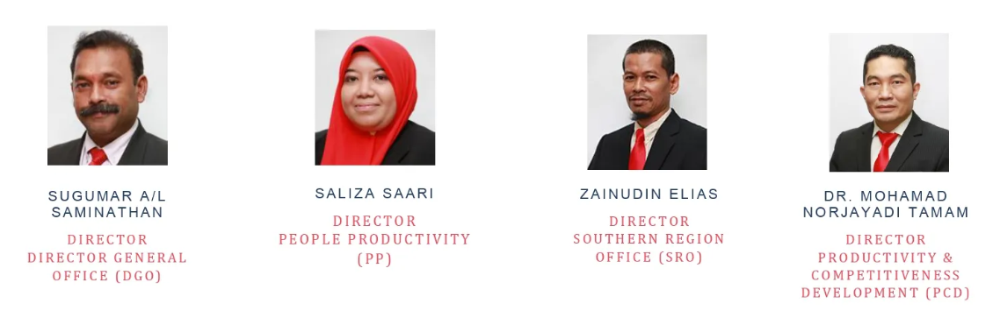 SUGUMAR A/L
SAMINATHAN
DIRECTOR
DIRECTOR GENERAL
OFFICE (DGO)
SALIZA SAARI
DIRECTOR
PEOPLE PRODUCTIVITY
(PP)
ZAINUDIN ELIAS
DIRECTOR
SOUTHERN REGION
OFFICE (SRO)
DR. MOHAMAD
NORJAYADI TAMAM
DIRECTOR
PRODUCTIVITY &
COMPETITIVENESS
DEVELOPMENT (PCD)